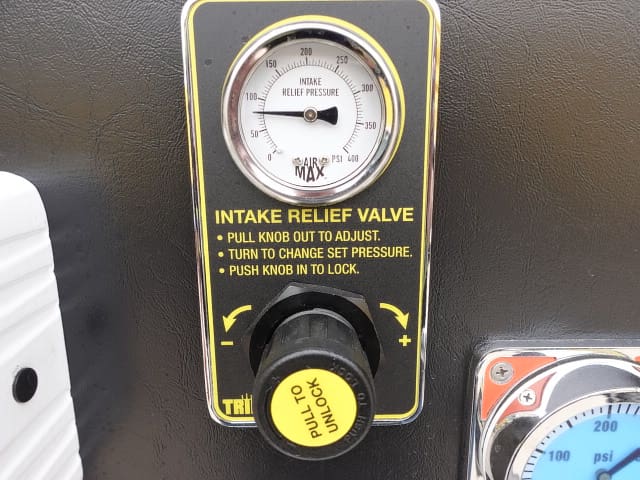 200
150
250
100
300
50
350
0
400
INTAKE
RELIEF PRESSURE
PSI
AIR
MAX
INTAKE RELIEF VALVE
• PULL KNOB OUT TO ADJUST.
• TURN TO CHANGE SET PRESSURE.
• PUSH KNOB IN TO LOCK.
- +
PULL TO
UNLOCK
TRI
200
100 psi